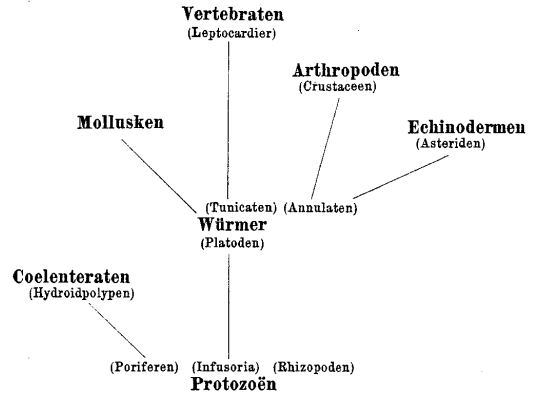 Vertebraten
(Leptocardier)
Arthropoden
(Crustaceen)
Mollusken
Echinodermen
(Asteriden)
(Tunicaten) (Annulaten)
Würmer
(Platoden)
Coelenteraten
(Hydroidpolypen)
(Poriferen) (Infusoria) (Rhizopoden)
Protozoën